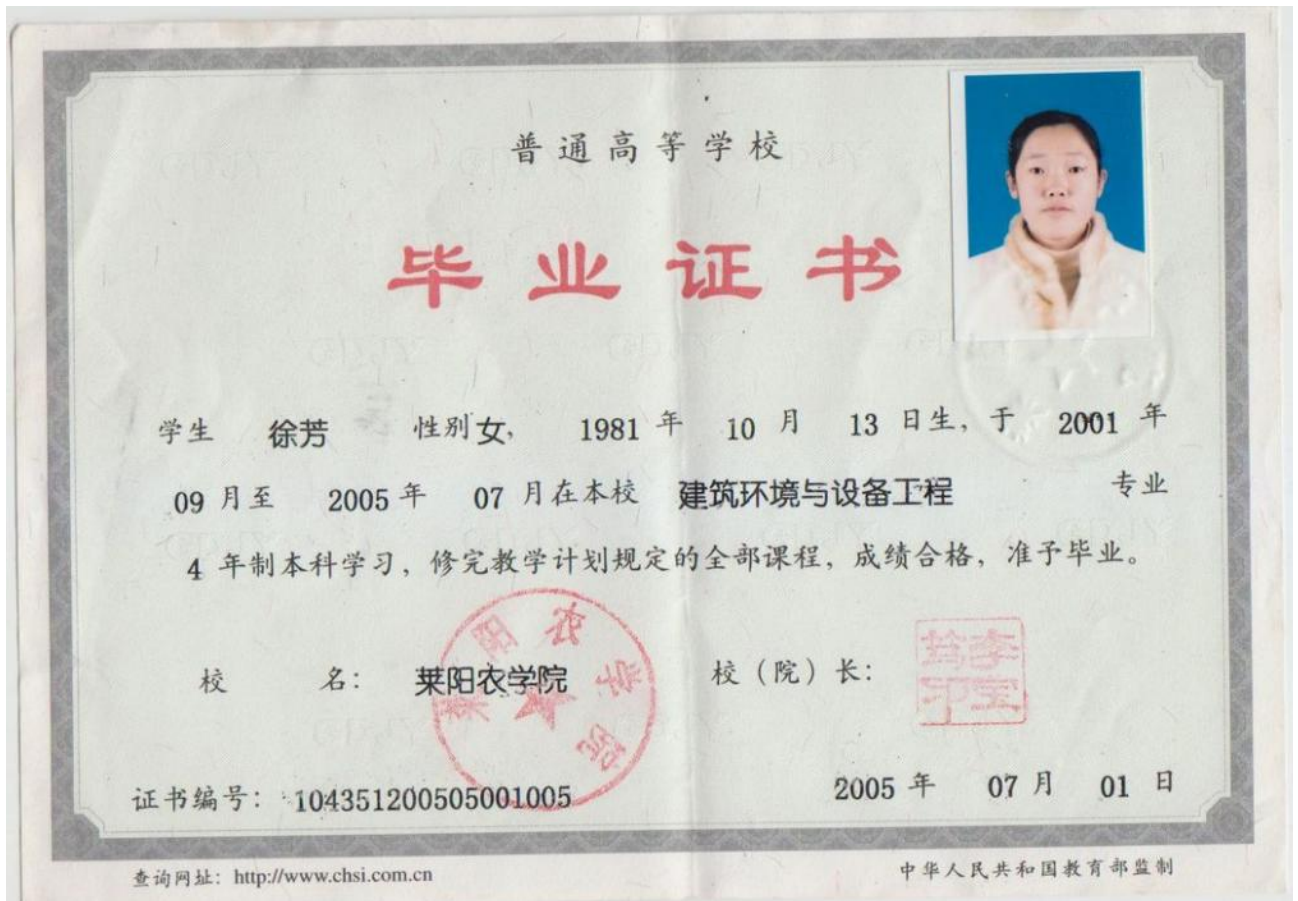 普通高等学校
毕业证书
学生 徐芳 性别 女, 1981 年 10 月 13 日生, 于 2001 年
09 月至 2005 年 07 月在本校 建筑环境与设备工程 专业
4 年制本科学习, 修完教学计划规定的全部课程, 成绩合格, 准予毕业。
校 名: 莱阳农学院 校(院)长:
莱阳农学院
证书编号: 104351200505001005 2005 年 07 月 01 日
查询网址: http://www.chsi.com.cn 中华人民共和国教育部监制